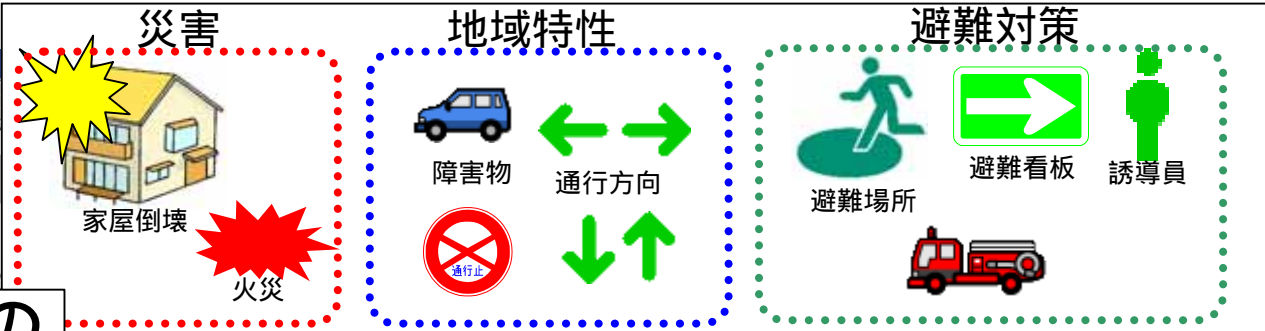 災害
地域特性
避難対策
家屋倒壊
火災
障害物
通行方向
通行止
避難場所
避難看板
誘導員
の